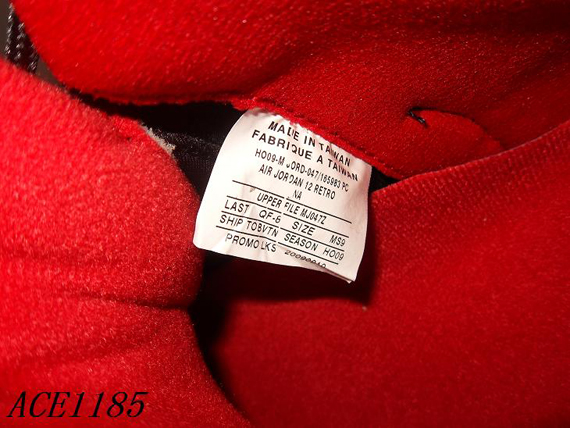 MADE IN TAIWAN
FABRIQUE A TAIWAN
HO09-M JORD-047/165983 PC
AIR JORDAN 12 RETRO
NA
UPPER FILE MJ047Z
LAST QF-6 SIZE MS9
SHIP TOBVTN SEASON HO09
PROMO LKS
ACE1185